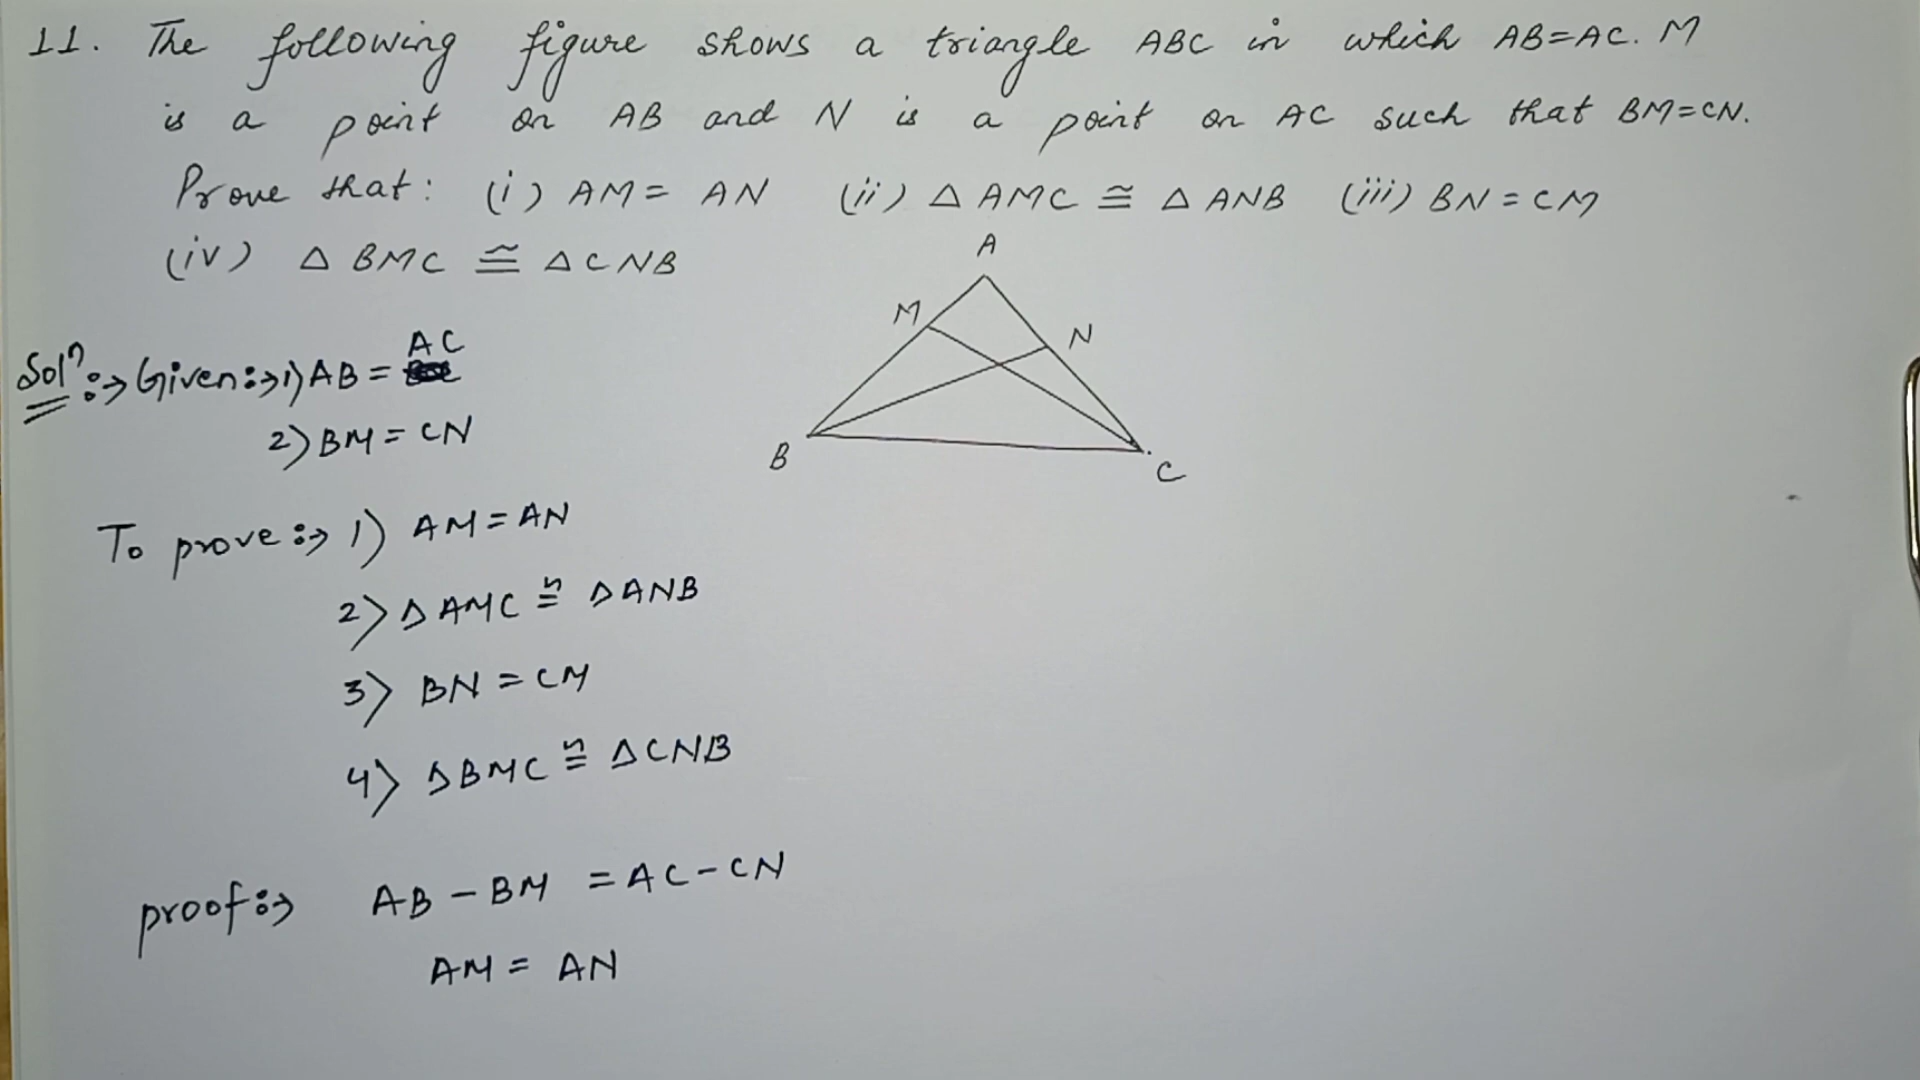 11. The following figure shows a triangle ABC in which AB=AC. M
is a point on AB and N is a point on AC such that BM=CN.
Prove that: (i) AM = AN (ii) △ AMC ≅ △ ANB (iii) BN = CM
(iv) △ BMC ≅ △ CNB
A
M
N
B
C
Solⁿ :→ Given :→ 1) AB = AC
2) BM = CN
To prove :→ 1) AM = AN
2) △ AMC ≅ △ ANB
3) BN = CM
4) △ BMC ≅ △ CNB
proof :→ AB - BM = AC - CN
AM = AN